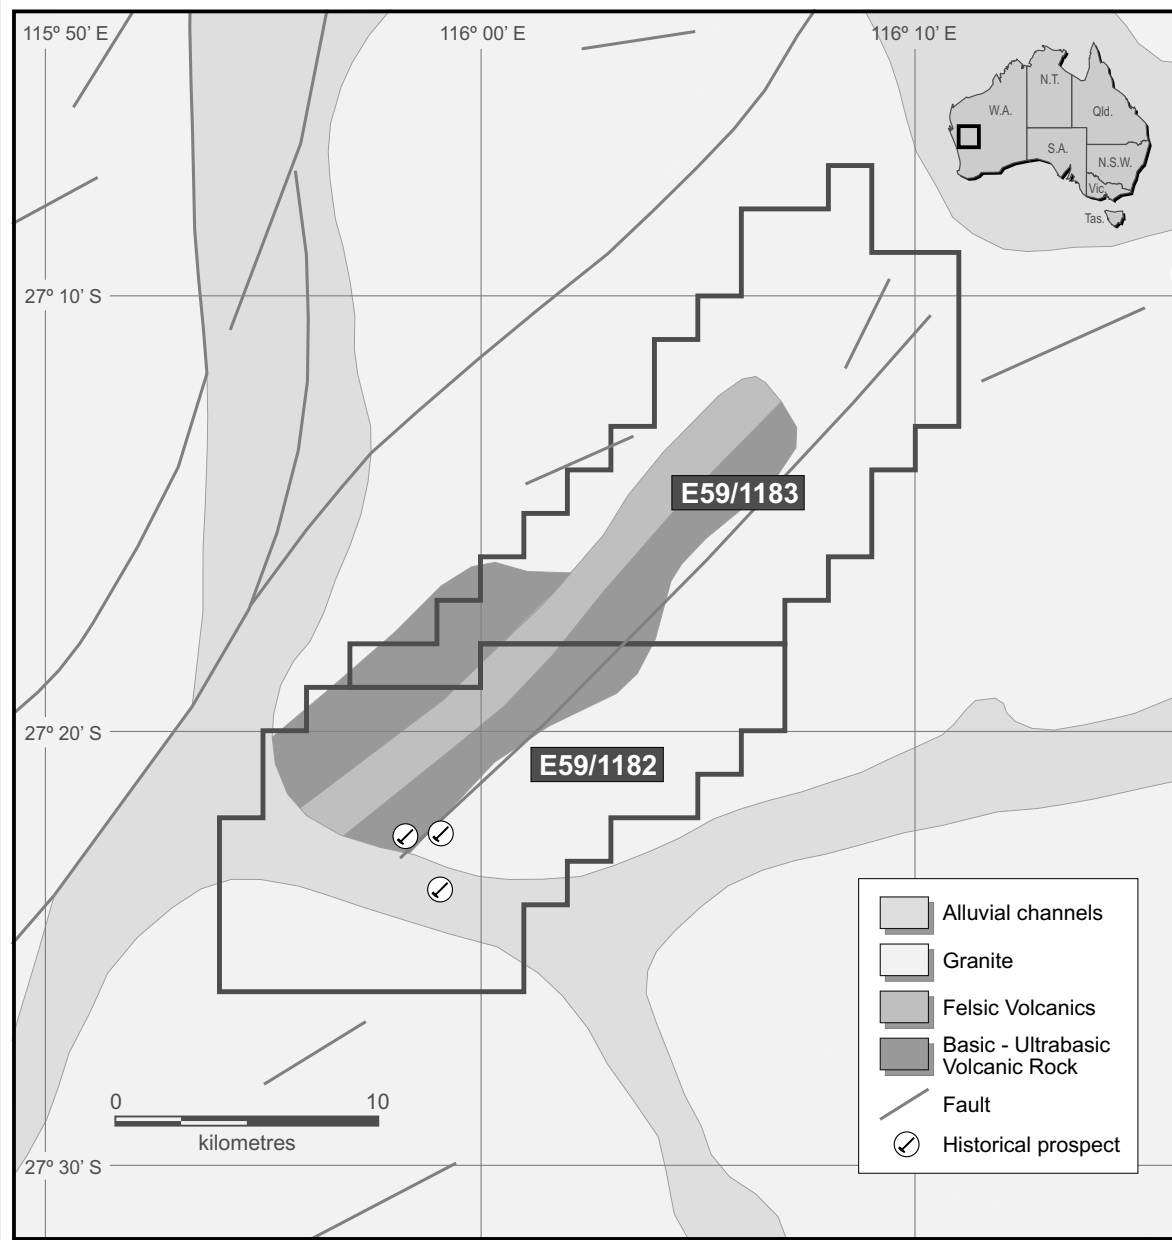 115º 50’ E
116º 00’ E
116º 10’ E
N.T.
W.A.
Qld.
S.A.
N.S.W.
Vic.
Tas.
27º 10’ S
E59/1183
27º 20’ S
E59/1182
Alluvial channels
Granite
Felsic Volcanics
Basic - Ultrabasic
Volcanic Rock
Fault
Historical prospect
0
10
kilometres
27º 30’ S